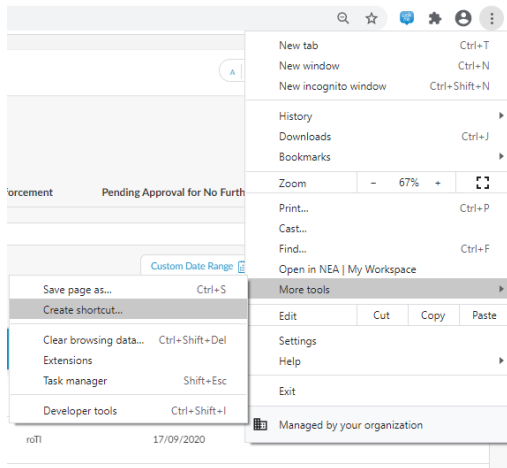 New tab Ctrl+T
New window Ctrl+N
New incognito window Ctrl+Shift+N
A
History
Downloads Ctrl+J
Bookmarks
Zoom - 67% +
orcement Pending Approval for No Furth
Print... Ctrl+P
Cast...
Find... Ctrl+F
Custom Date Range
Open in NEA | My Workspace
More tools
Save page as... Ctrl+S
Create shortcut...
Clear browsing data... Ctrl+Shift+Del
Extensions
Task manager Shift+Esc
Developer tools Ctrl+Shift+I
Edit Cut Copy Paste
Settings
Help
Exit
Managed by your organization
roTI 17/09/2020